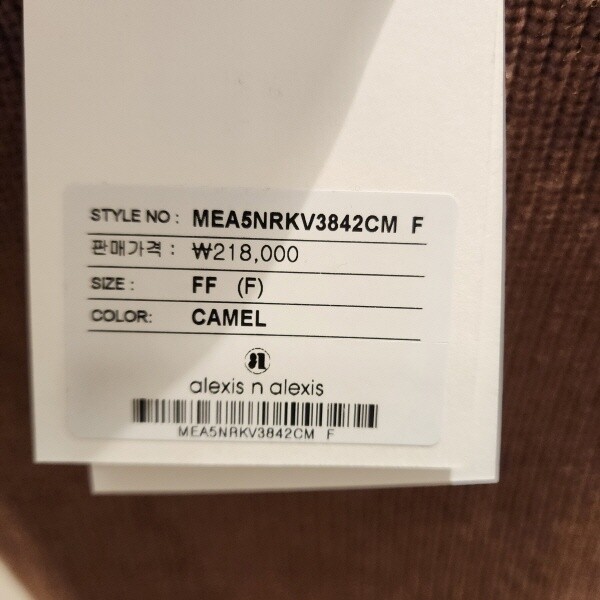 STYLE NO : MEA5NRKV3842CM F
판매가격 : ₩218,000
SIZE : FF (F)
COLOR: CAMEL
alexis n alexis
MEA5NRKV3842CM F